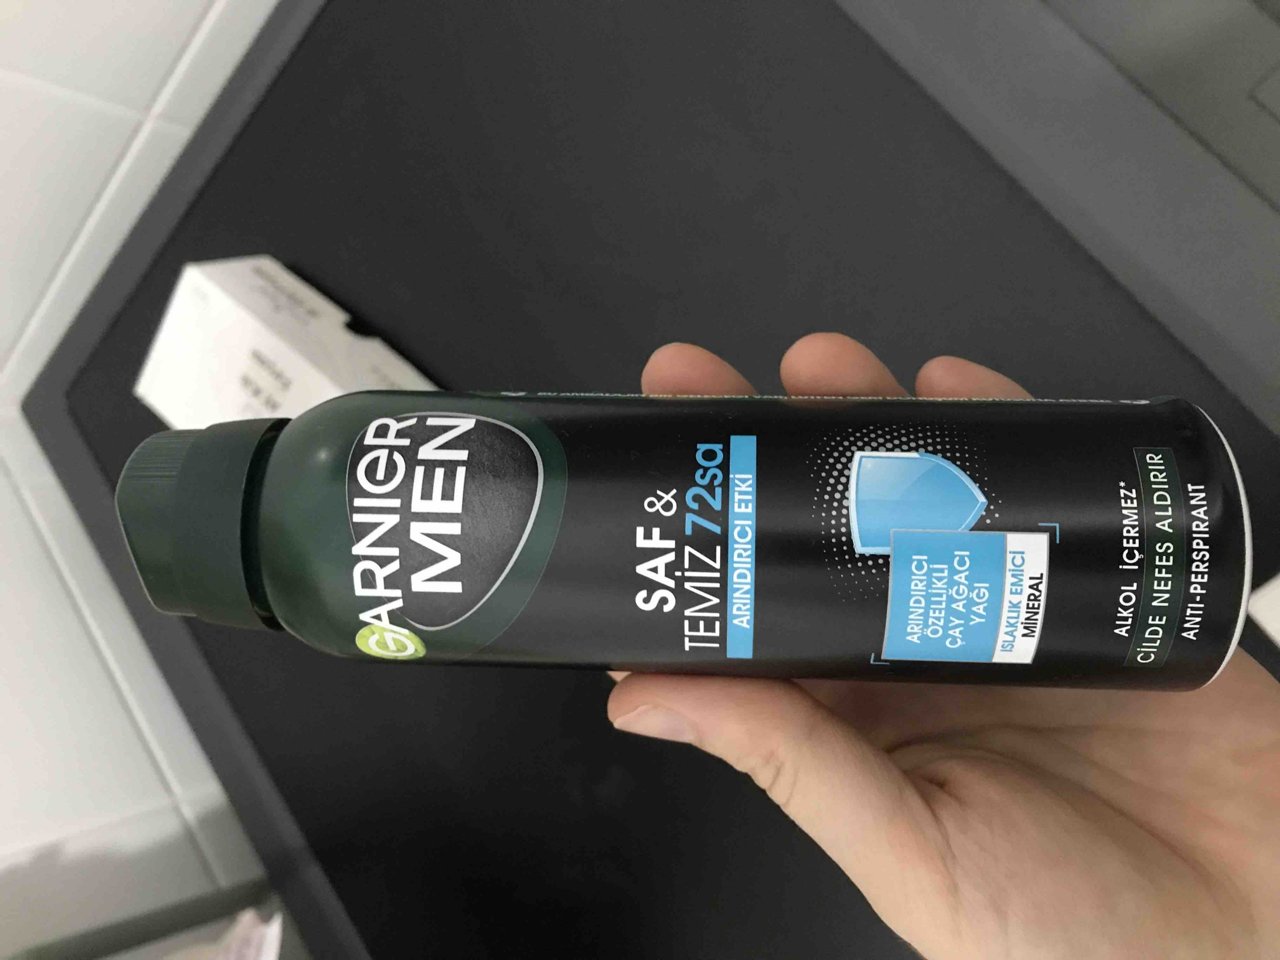 GARNIER
MEN
SAF &
TEMİZ 72sa
ARINDIRICI ETKİ
ARINDIRICI
ÖZELLİKLİ
ÇAY AĞACI
YAĞI
ISLAKLIK EMİCİ
MİNERAL
ALKOL İÇERMEZ*
CİLDE NEFES ALDIRIR
ANTI-PERSPIRANT